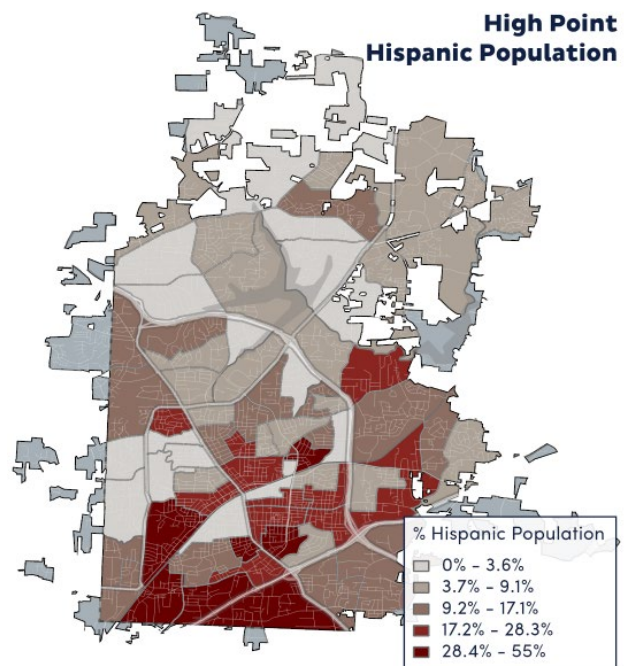 High Point
Hispanic Population
% Hispanic Population
0% - 3.6%
3.7% - 9.1%
9.2% - 17.1%
17.2% - 28.3%
28.4% - 55%